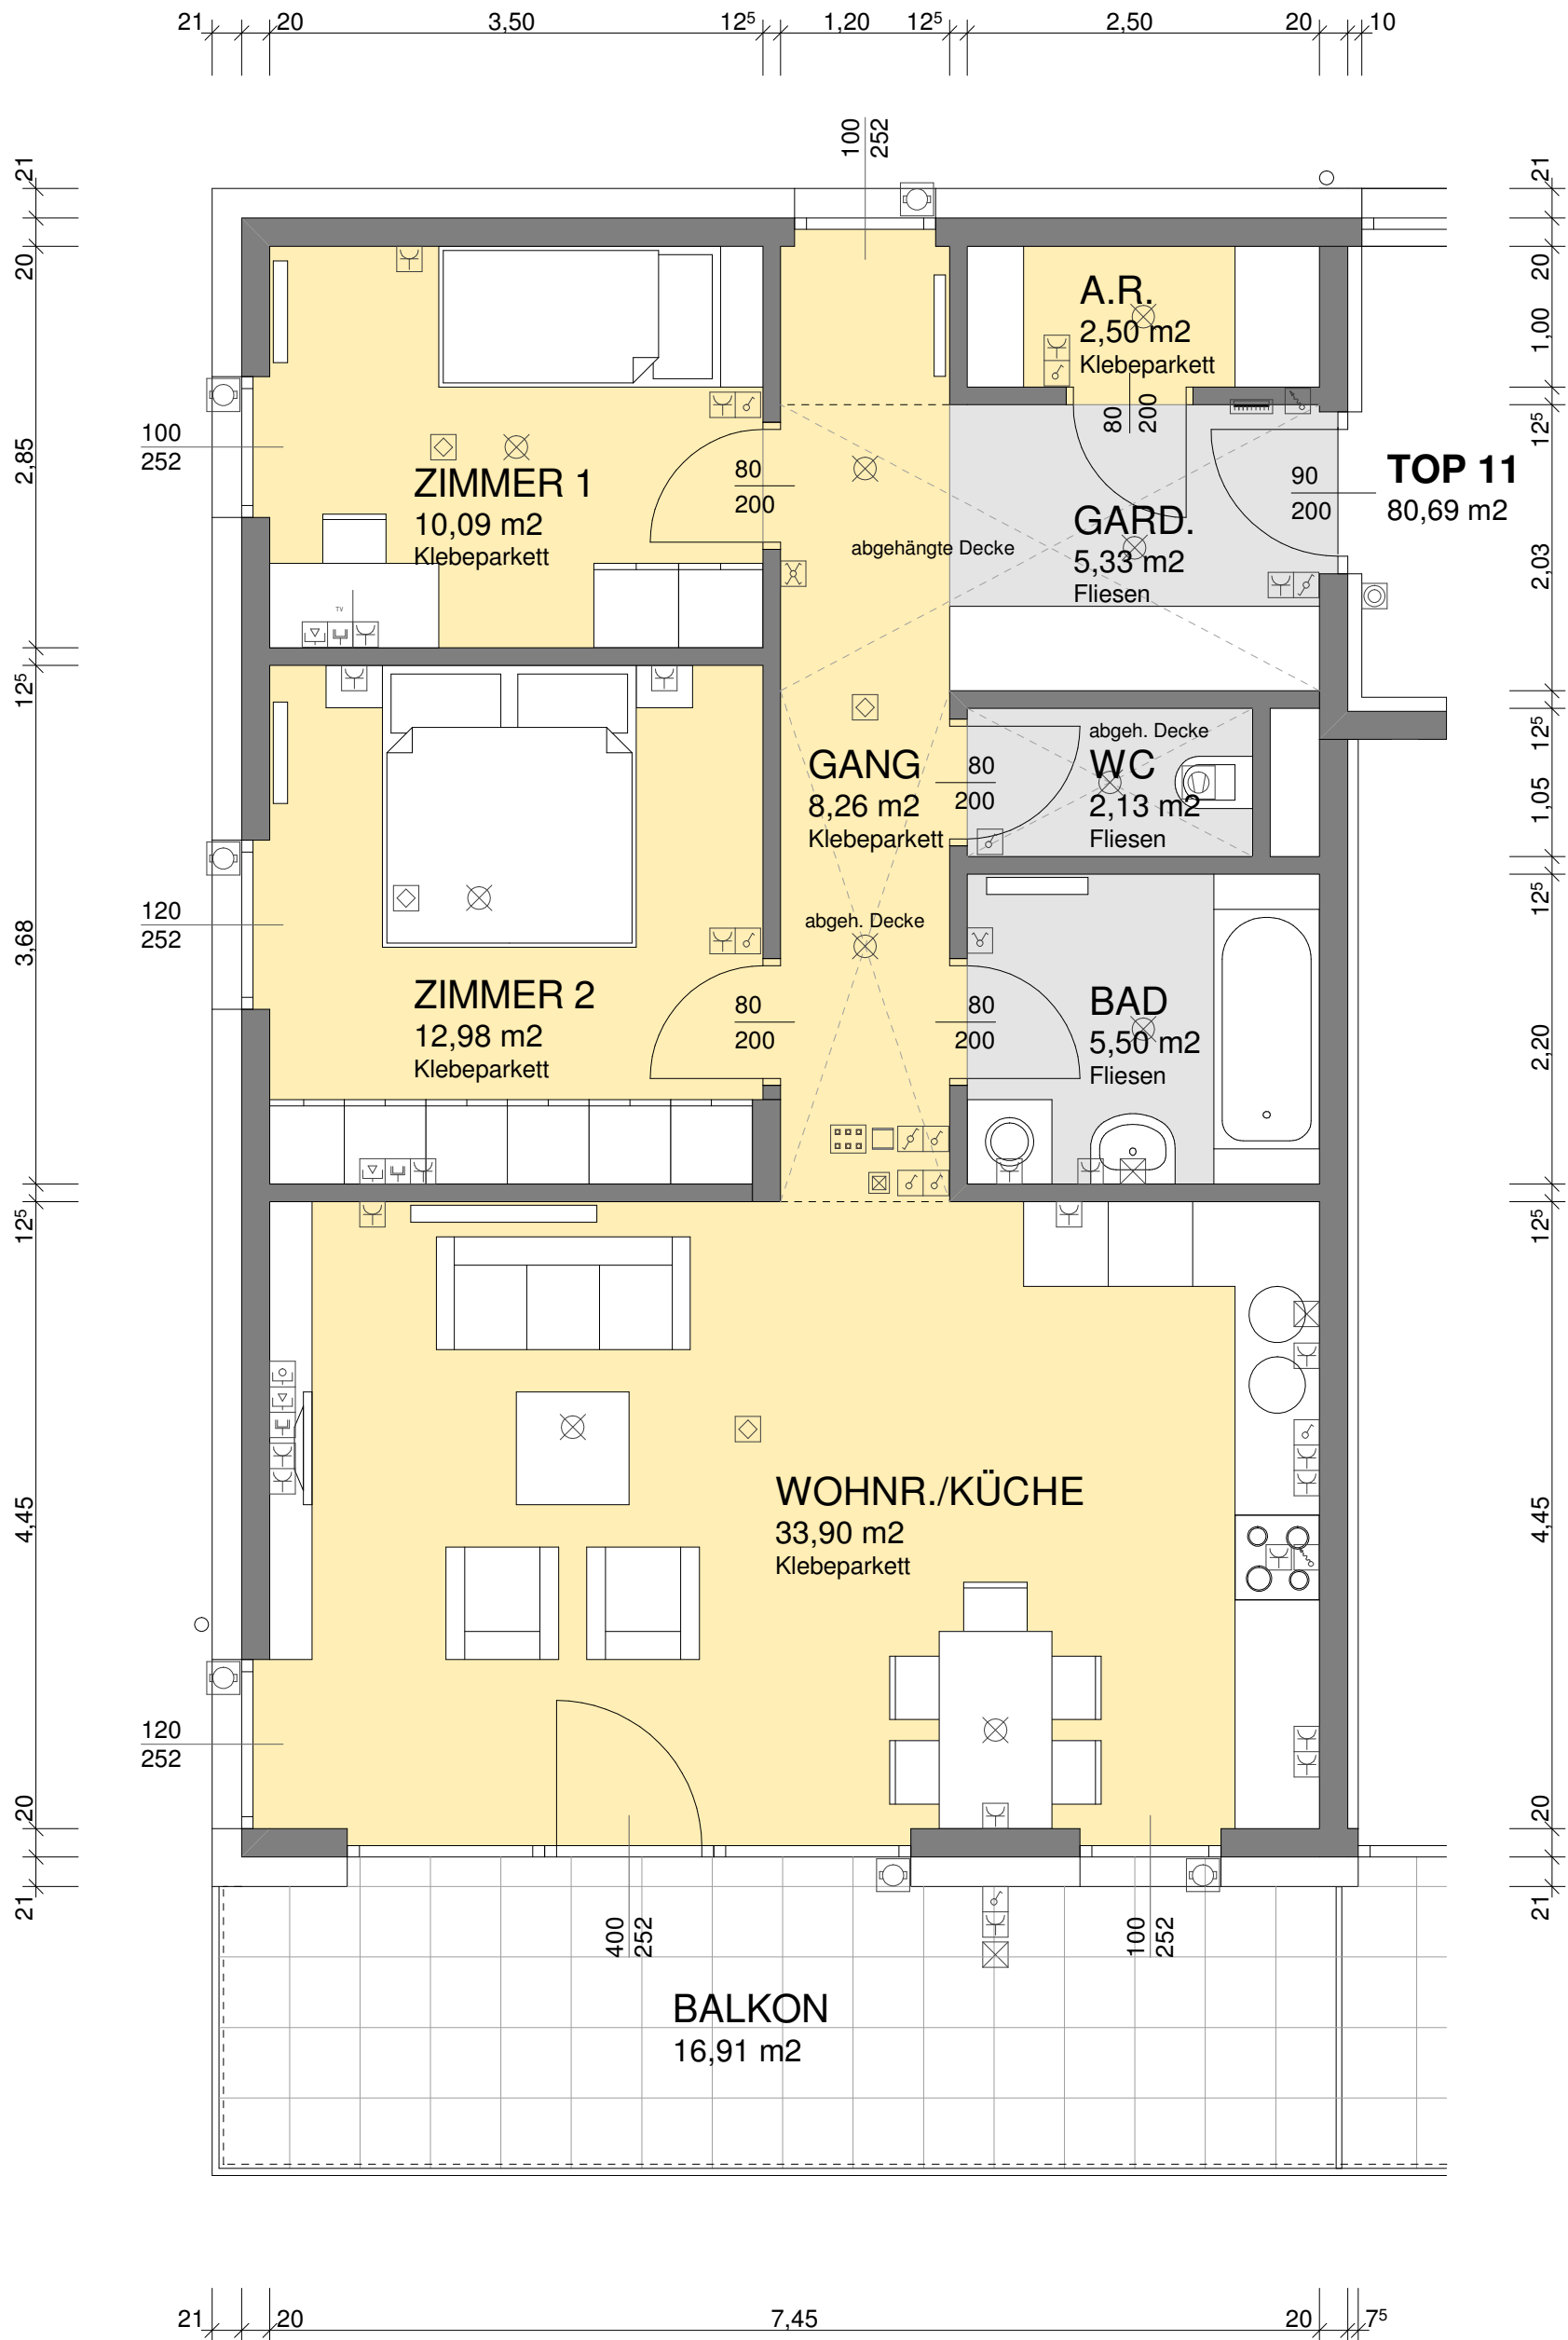 21 20 3,50 12⁵ 1,20 12⁵ 2,50 20 10
100
252
21
20
2,85
12⁵
3,68
12⁵
4,45
20
21
21
20
1,00
12⁵
2,03
12⁵
1,05
12⁵
2,20
12⁵
4,45
20
21
A.R.
2,50 m2
Klebeparkett
80
200
100
252
ZIMMER 1
10,09 m2
Klebeparkett
80
200
TV
90
200
TOP 11
80,69 m2
GARD.
5,33 m2
Fliesen
abgehängte Decke
GANG
8,26 m2
Klebeparkett
80
200
abgeh. Decke
WC
2,13 m2
Fliesen
120
252
abgeh. Decke
ZIMMER 2
12,98 m2
Klebeparkett
80
200
80
200
BAD
5,50 m2
Fliesen
WOHNR./KÜCHE
33,90 m2
Klebeparkett
120
252
400
252
100
252
BALKON
16,91 m2
21 20 7,45 20 7⁵